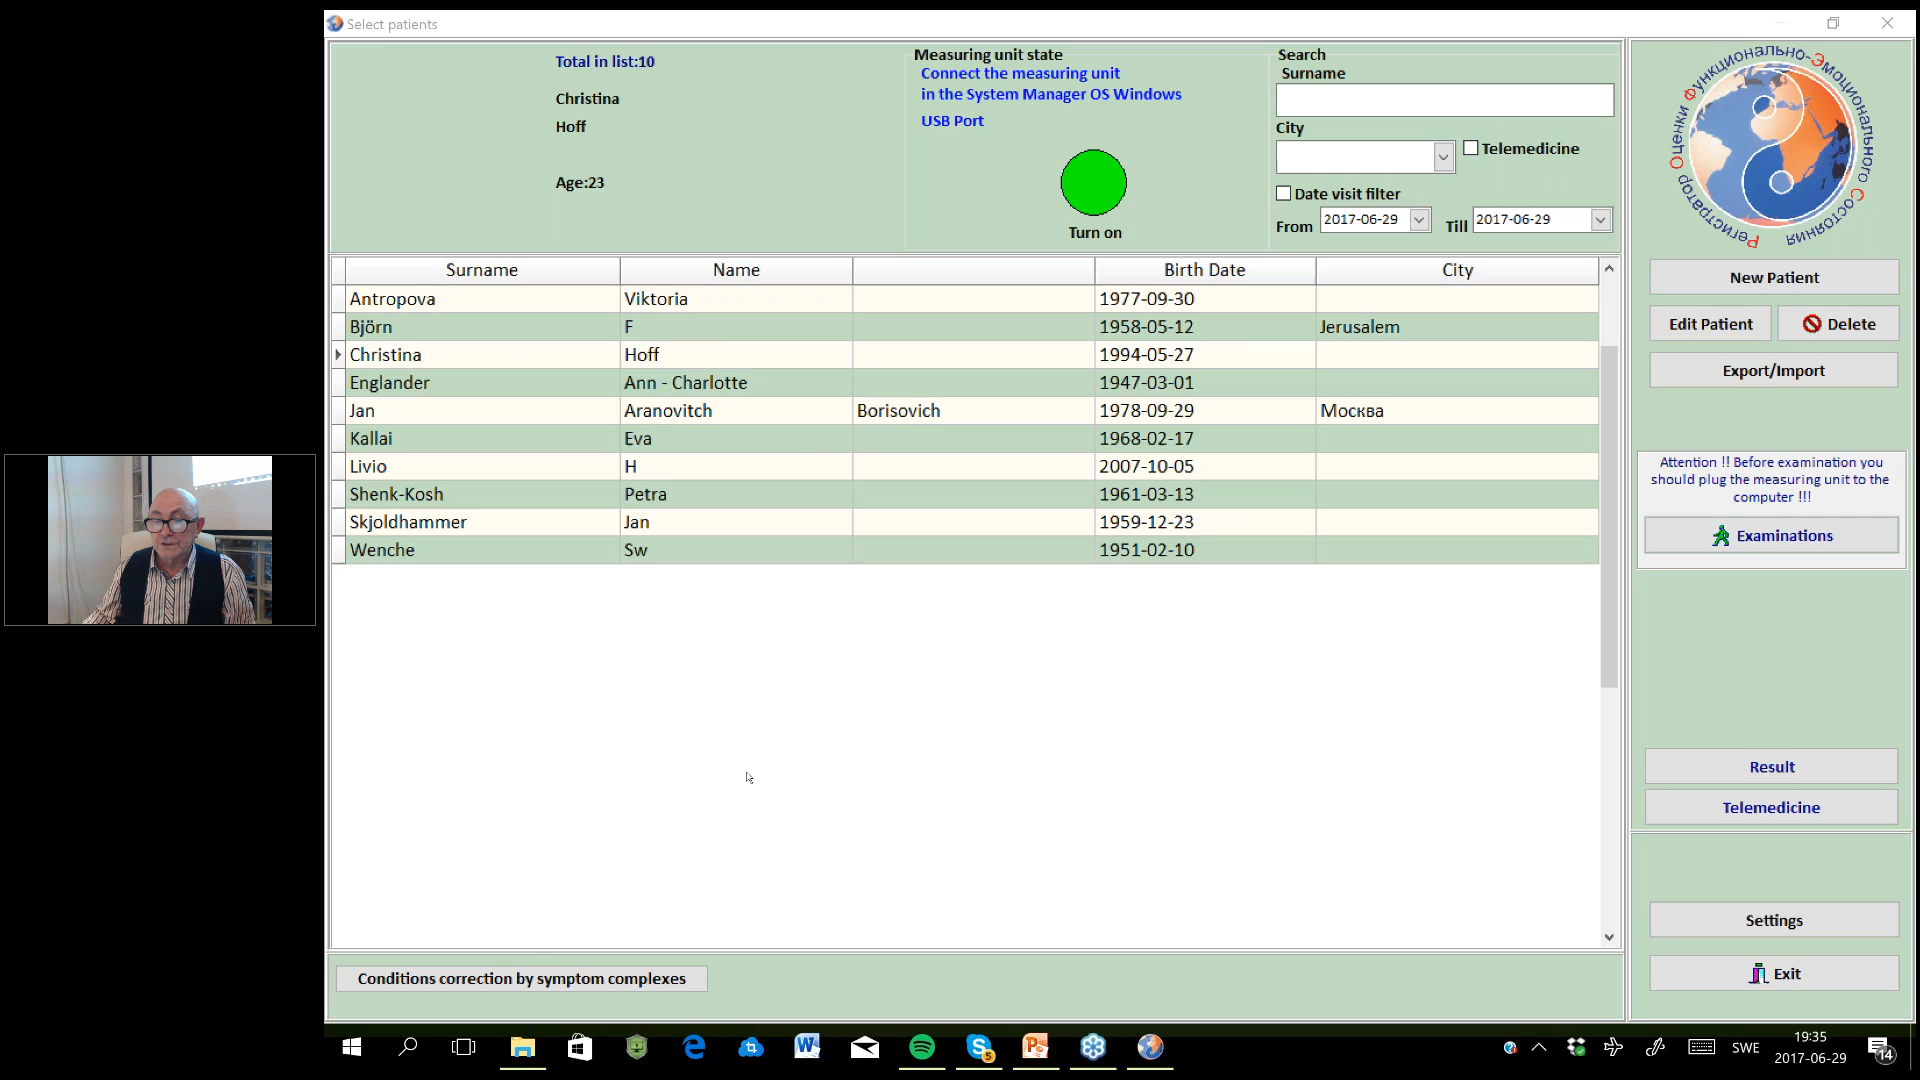 Select patients
Total in list:10
Christina
Hoff
Age:23
Measuring unit state
Connect the measuring unit
in the System Manager OS Windows
USB Port
Turn on
Search
Surname
City
Telemedicine
Date visit filter
From 2017-06-29 Till 2017-06-29
Регистратор Оценки Функционально-Эмоционального Состояния
Surname Name Birth Date City
Antropova Viktoria 1977-09-30
Björn F 1958-05-12 Jerusalem
Christina Hoff 1994-05-27
Englander Ann - Charlotte 1947-03-01
Jan Aranovitch Borisovich 1978-09-29 Москва
Kallai Eva 1968-02-17
Livio H 2007-10-05
Shenk-Kosh Petra 1961-03-13
Skjoldhammer Jan 1959-12-23
Wenche Sw 1951-02-10
New Patient
Edit Patient Delete
Export/Import
Attention !! Before examination you
should plug the measuring unit to the
computer !!!
Examinations
Result
Telemedicine
Settings
Exit
Conditions correction by symptom complexes
SWE
19:35
2017-06-29
14
5